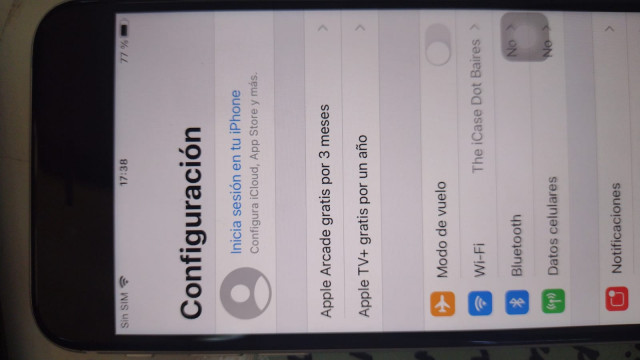 Sin SIM 17:38 77 %
Configuración
Inicia sesión en tu iPhone
Configura iCloud, App Store y más.
Apple Arcade gratis por 3 meses
Apple TV+ gratis por un año
Modo de vuelo
Wi-Fi The iCase Dot Baires
Bluetooth No
Datos celulares No
Notificaciones